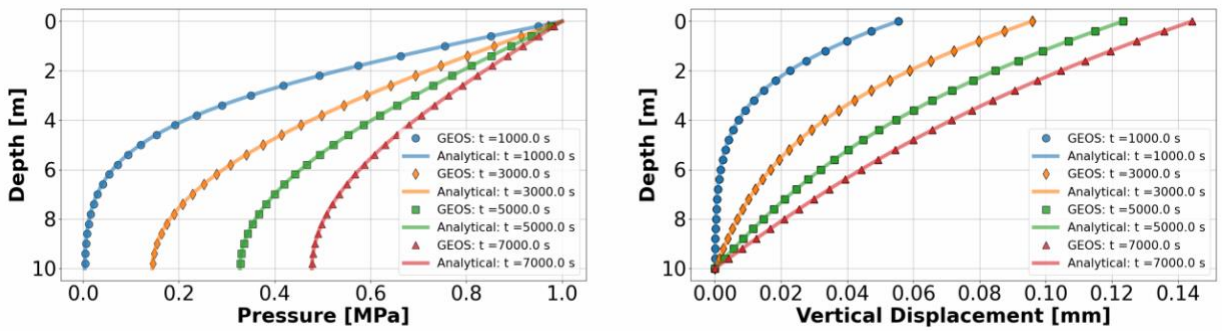 0
2
4
6
8
10
Depth [m]
GEOS: t =1000.0 s
Analytical: t =1000.0 s
GEOS: t =3000.0 s
Analytical: t =3000.0 s
GEOS: t =5000.0 s
Analytical: t =5000.0 s
GEOS: t =7000.0 s
Analytical: t =7000.0 s
0.0 0.2 0.4 0.6 0.8 1.0
Pressure [MPa]
0
2
4
6
8
10
Depth [m]
GEOS: t =1000.0 s
Analytical: t =1000.0 s
GEOS: t =3000.0 s
Analytical: t =3000.0 s
GEOS: t =5000.0 s
Analytical: t =5000.0 s
GEOS: t =7000.0 s
Analytical: t =7000.0 s
0.00 0.02 0.04 0.06 0.08 0.10 0.12 0.14
Vertical Displacement [mm]